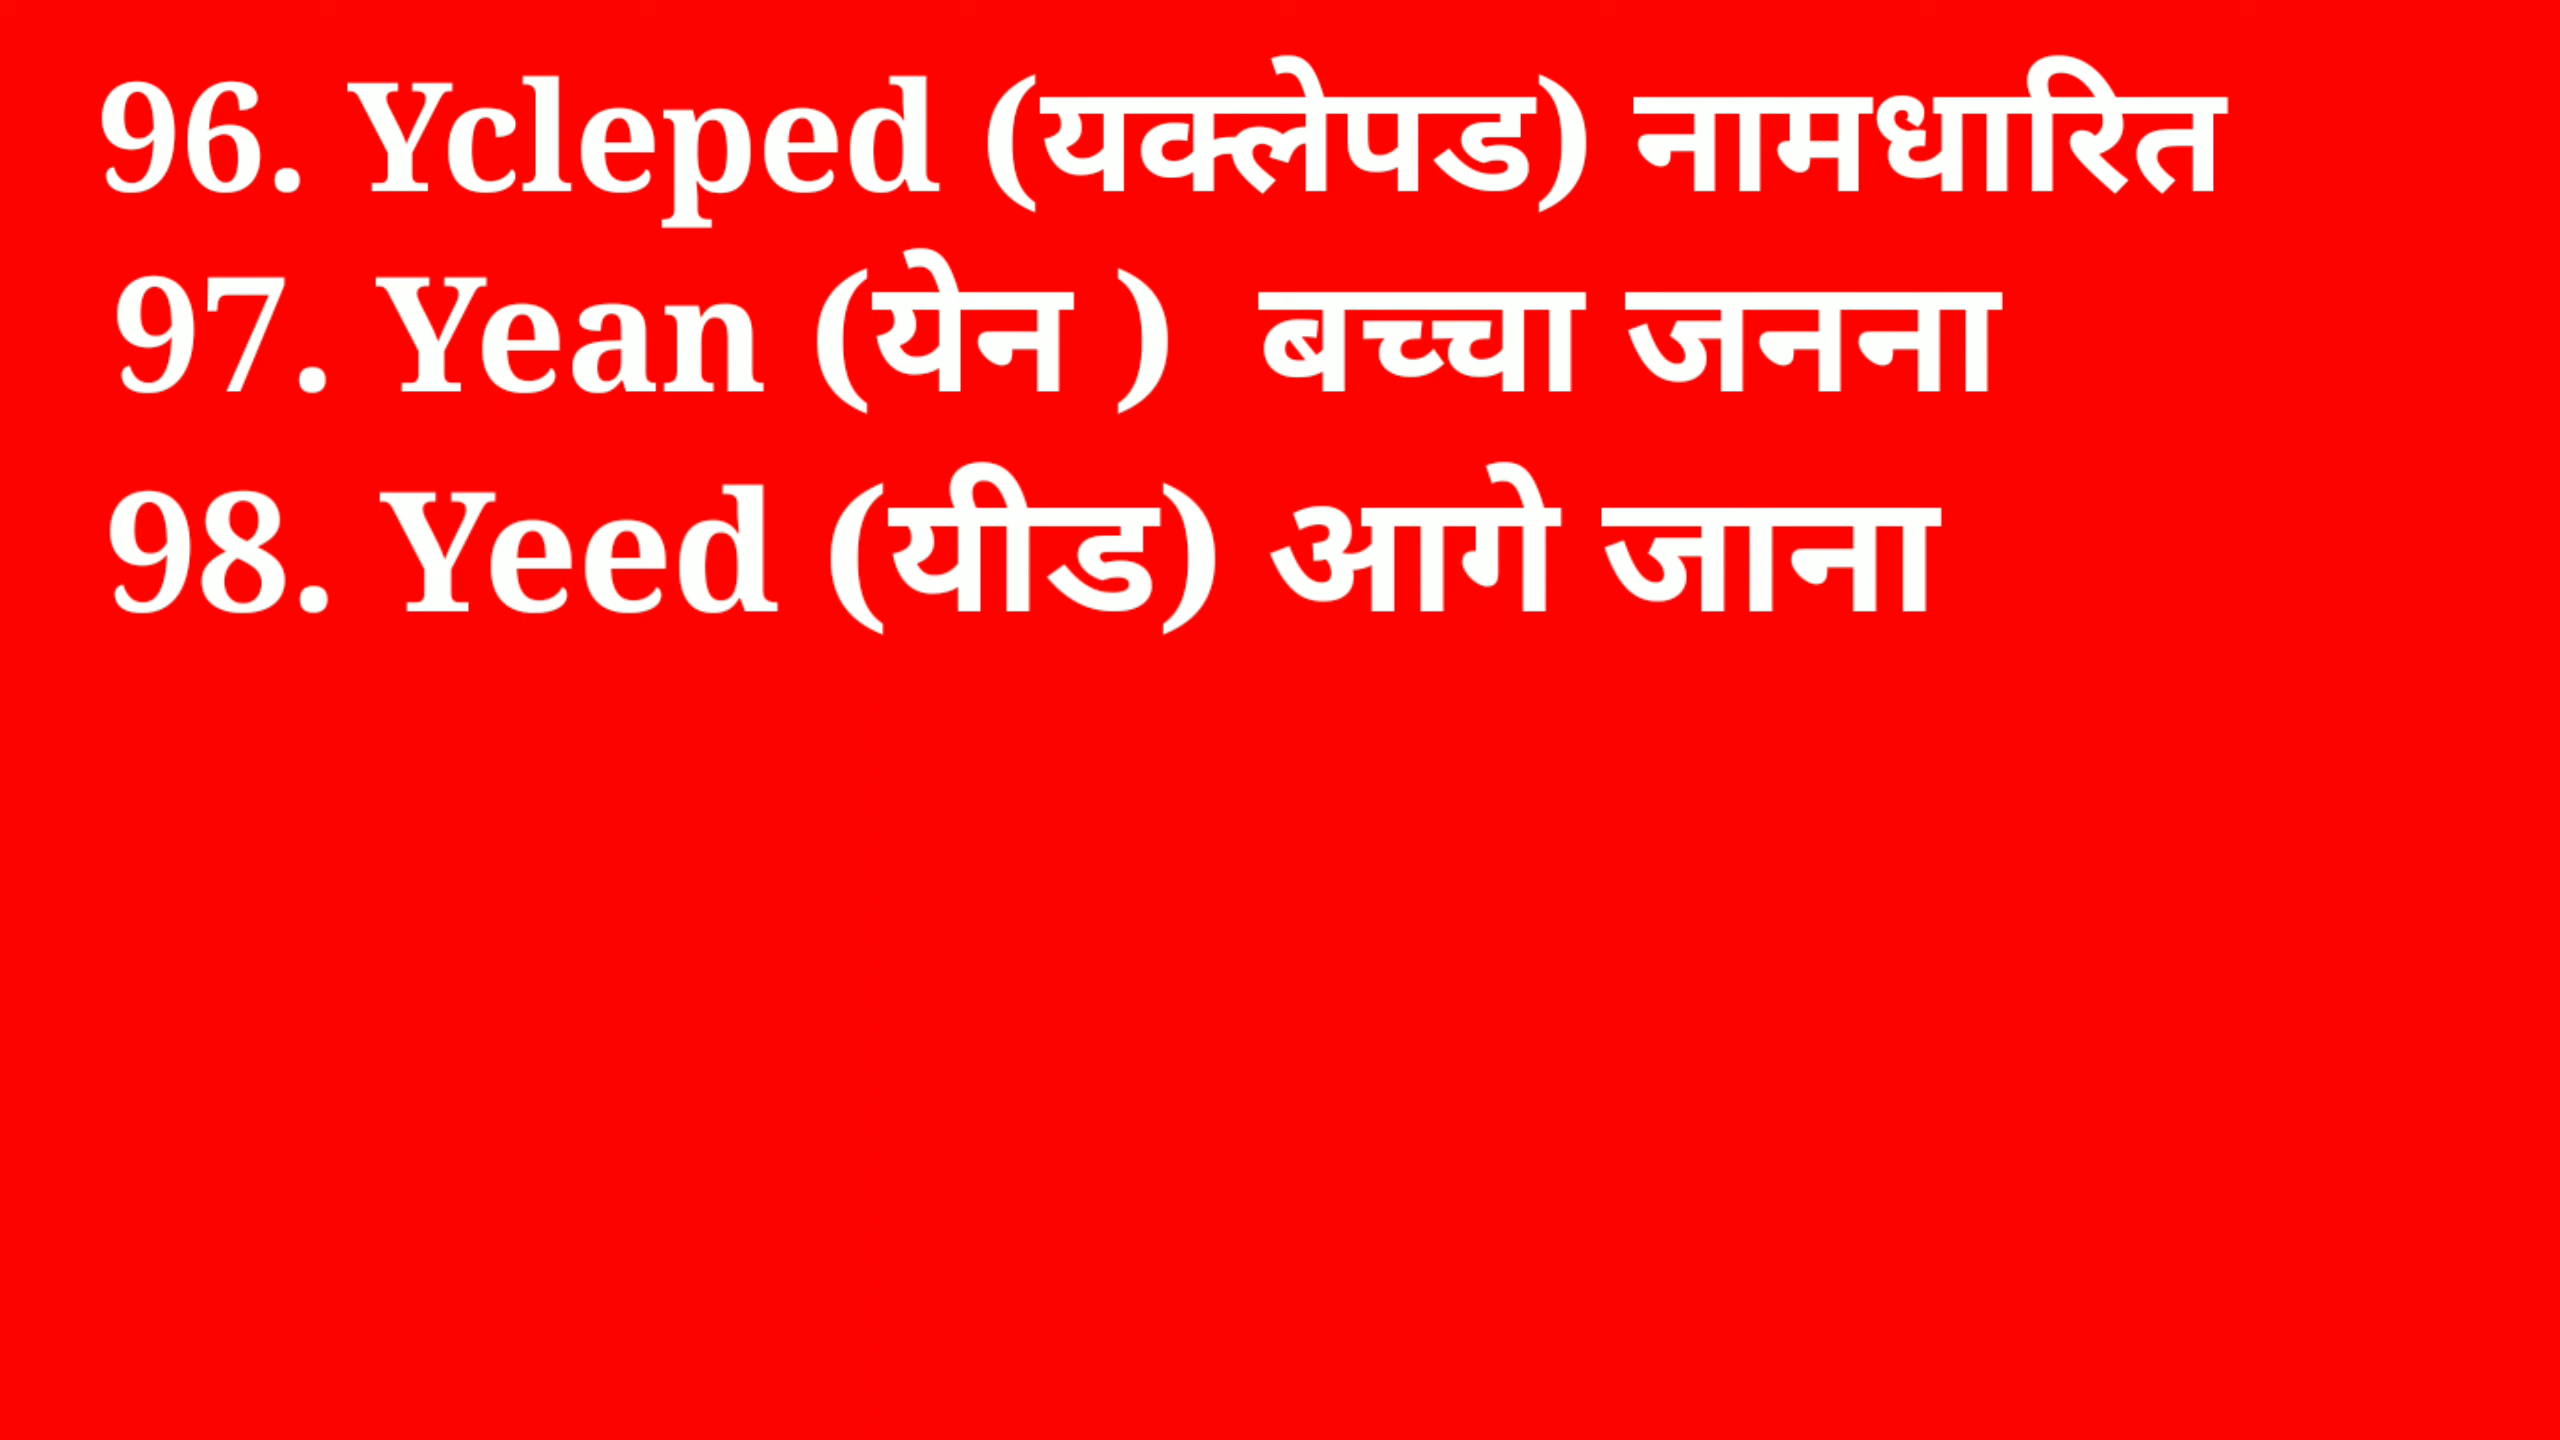 96. Ycleped (यक्लेपड) नामधारित
97. Yean (येन ) बच्चा जनना
98. Yeed (यीड) आगे जाना